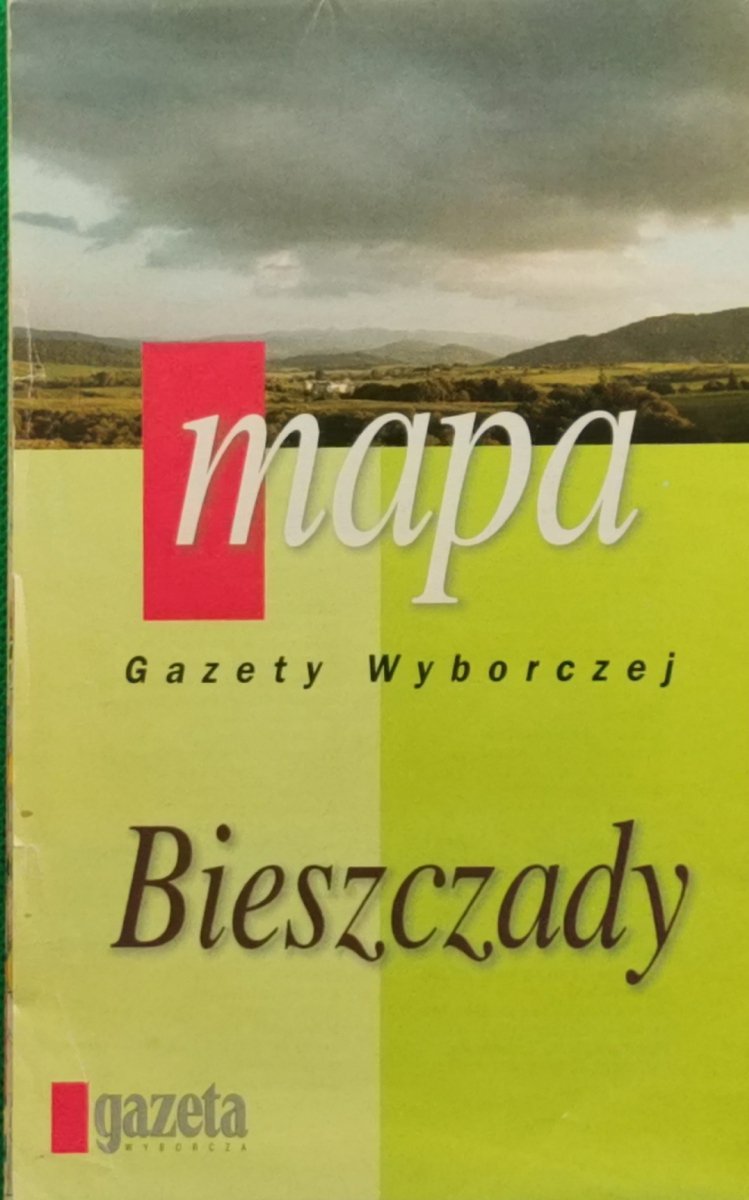 mapa
Gazety Wyborczej
Bieszczady
gazeta
WYBORCZA